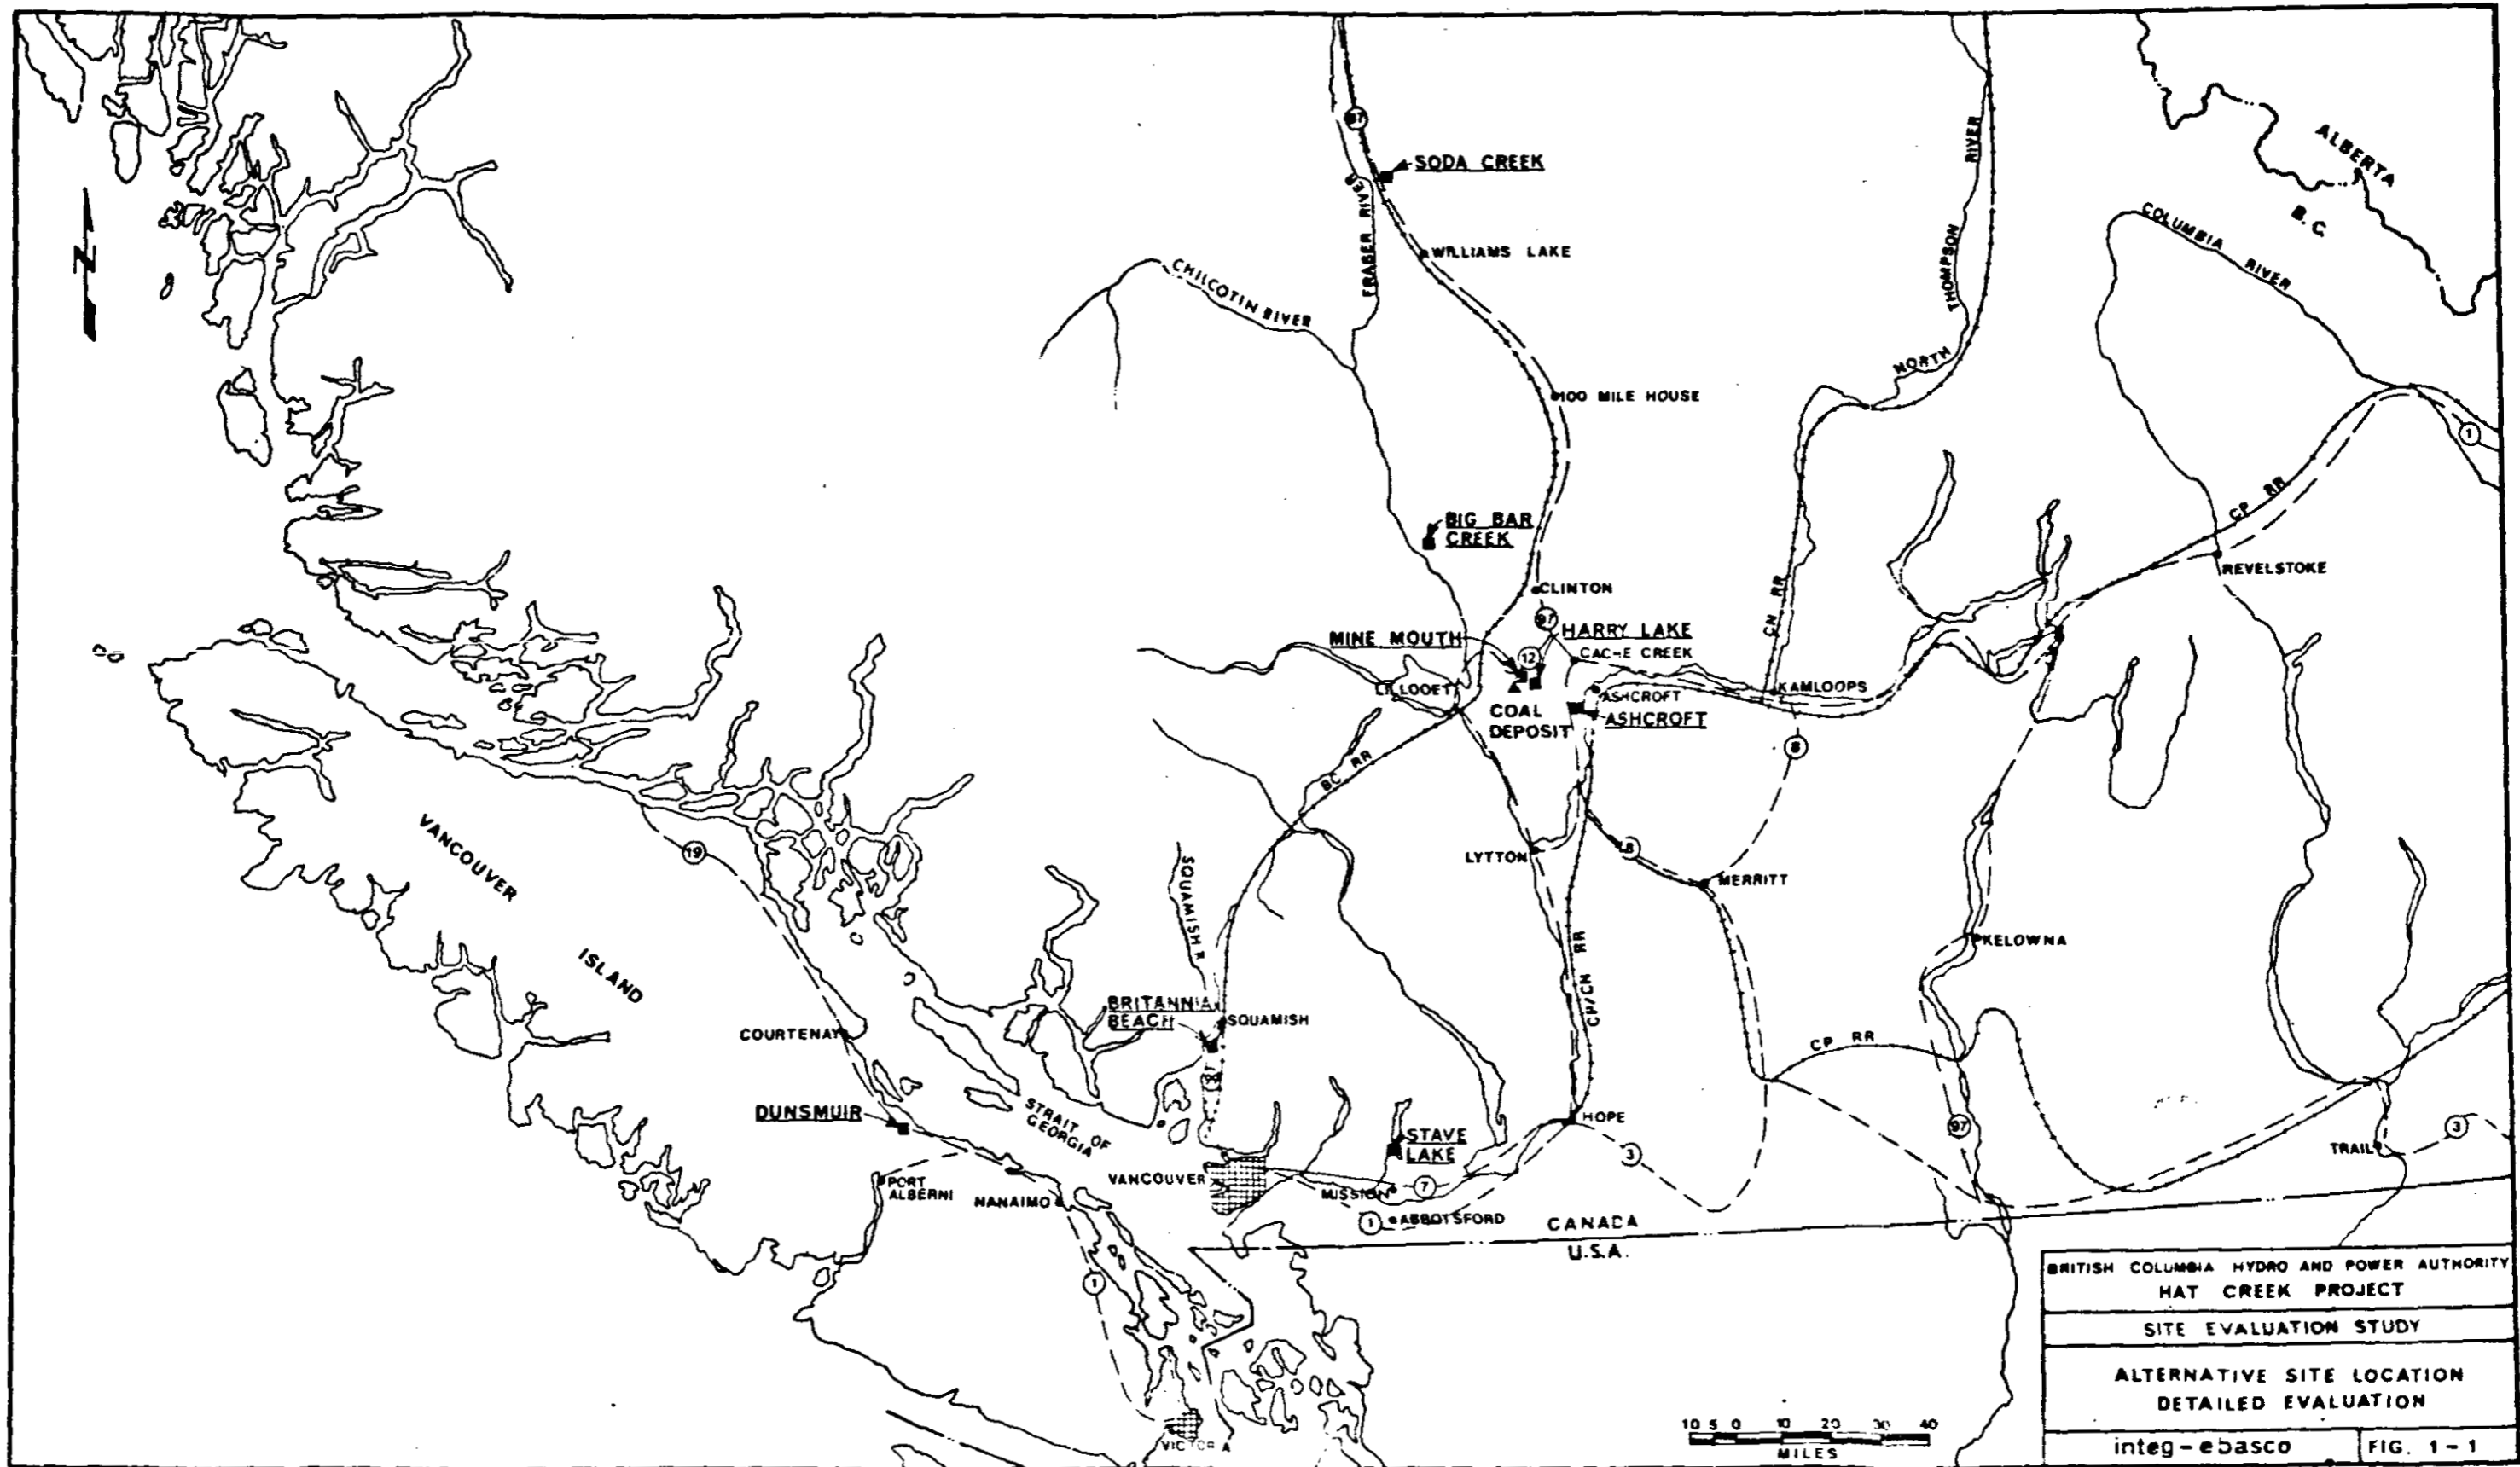 97
SODA CREEK
FRASER RIVER
WILLIAMS LAKE
CHILCOTIN RIVER
THOMPSON RIVER
NORTH
ALBERTA
B.C.
COLUMBIA RIVER
100 MILE HOUSE
1
CP RR
BIG BAR
CREEK
REVELSTOKE
CLINTON
97
CN RR
MINE MOUTH
HARRY LAKE
12
CACHE CREEK
LILLOOET
KAMLOOPS
ASHCROFT
COAL
DEPOSIT
ASHCROFT
8
BC RR
VANCOUVER
ISLAND
19
SQUAMISH R
LYTTON
8
MERRITT
KELOWNA
CP/CN RR
BRITANNIA
BEACH
SQUAMISH
COURTENAY
CP RR
DUNSMUIR
STRAIT OF
GEORGIA
HOPE
STAVE
LAKE
3
97
TRAIL
3
PORT
ALBERNI
NANAIMO
VANCOUVER
MISSION
7
1
ABBOTSFORD
CANADA
U.S.A.
1
VICTORIA
10 5 0 10 20 30 40
MILES
BRITISH COLUMBIA HYDRO AND POWER AUTHORITY
HAT CREEK PROJECT
SITE EVALUATION STUDY
ALTERNATIVE SITE LOCATION
DETAILED EVALUATION
integ-ebasco
FIG. 1-1
N